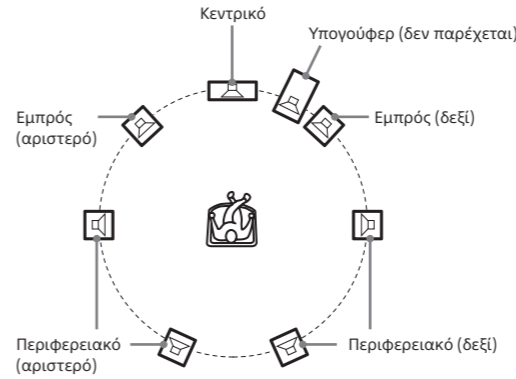 Κεντρικό
Υπογούφερ (δεν παρέχεται)
Εμπρός
(αριστερό)
Εμπρός (δεξί)
Περιφερειακό
(αριστερό)
Περιφερειακό (δεξί)